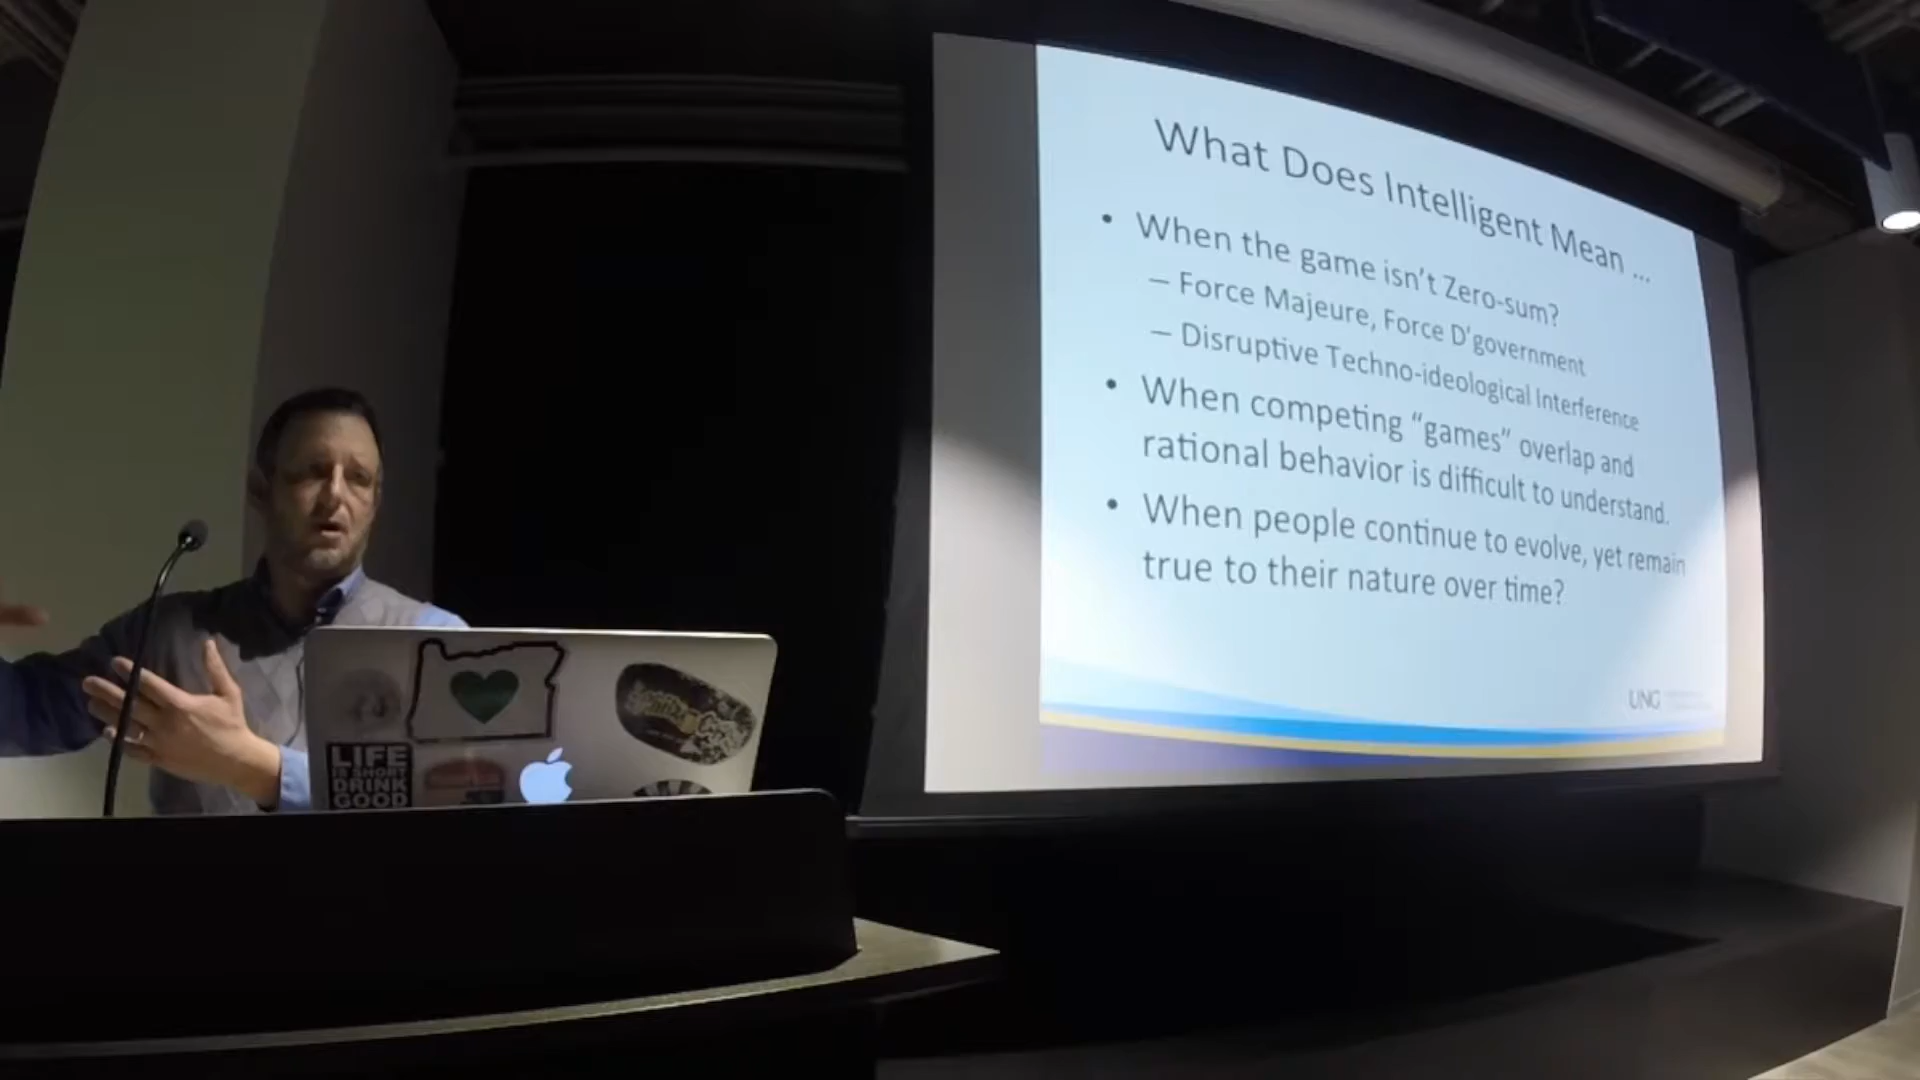 What Does Intelligent Mean ...
• When the game isn't Zero-sum?
– Force Majeure, Force D'government
– Disruptive Techno-ideological Interference
• When competing "games" overlap and
rational behavior is difficult to understand.
• When people continue to evolve, yet remain
true to their nature over time?
UNG
LIFE
IS SHORT
DRINK
GOOD